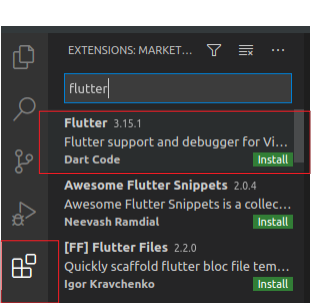 EXTENSIONS: MARKET...
flutter
Flutter 3.15.1
Flutter support and debugger for Vi...
Dart Code Install
Awesome Flutter Snippets 2.0.4
Awesome Flutter Snippets is a collec...
Neevash Ramdial Install
[FF] Flutter Files 2.2.0
Quickly scaffold flutter bloc file tem...
Igor Kravchenko Install